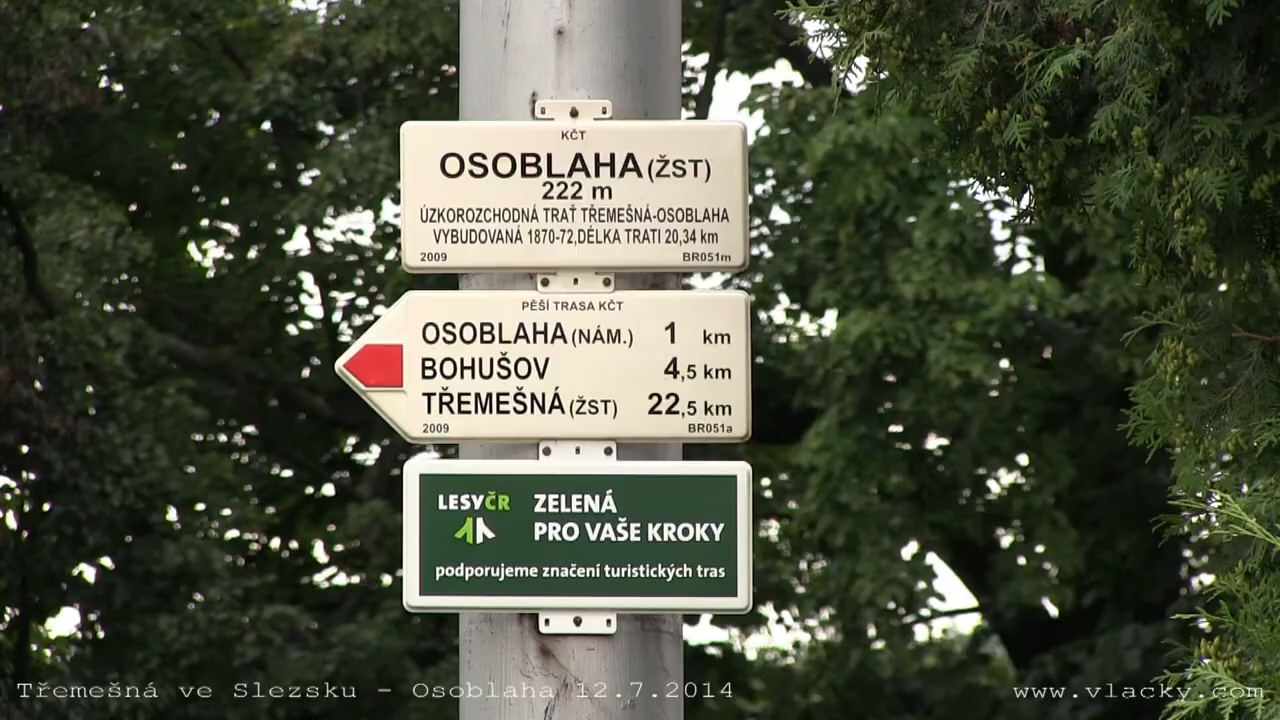 KČT
OSOBLAHA (ŽST)
222 m
ÚZKOROZCHODNÁ TRAŤ TŘEMEŠNÁ-OSOBLAHA
VYBUDOVANÁ 1870-72,DÉLKA TRATI 20,34 km
2009 BR051m
PĚŠÍ TRASA KČT
OSOBLAHA (NÁM.) 1 km
BOHUŠOV 4,5 km
TŘEMEŠNÁ (ŽST) 22,5 km
2009 BR051a
LESYČR ZELENÁ
PRO VAŠE KROKY
podporujeme značení turistických tras
Třemešná ve Slezsku - Osoblaha 12.7.2014 www.vlacky.com